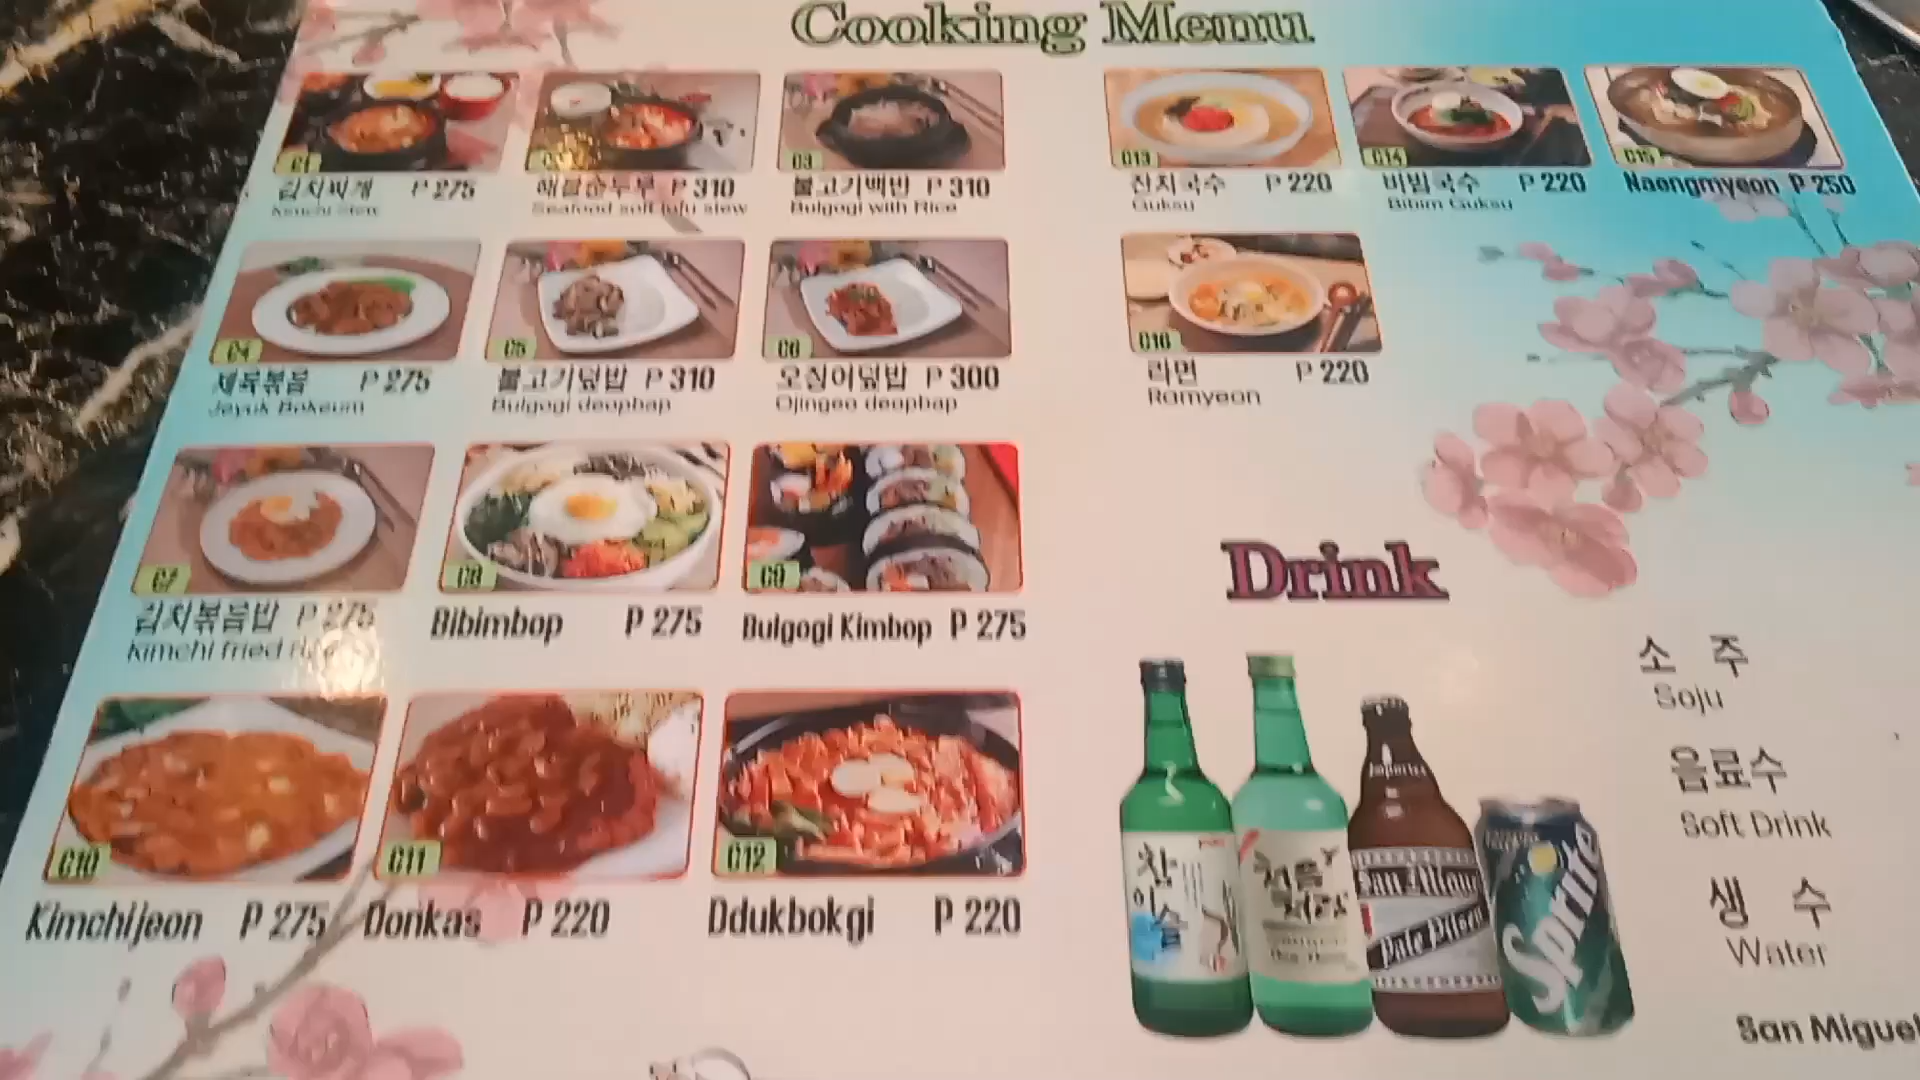 Cooking Menu
C1
김치찌개 P 275
Kimchi stew
해물순두부 P 310
Seafood soft tofu stew
C3
불고기백반 P 310
Bulgogi with Rice
C4
제육볶음 P 275
Jeyuk Bokeum
C5
불고기덮밥 P 310
Bulgogi deopbap
C6
오징어덮밥 P 300
Ojingeo deopbap
C7
김치볶음밥 P 275
Kimchi fried
C8
Bibimbop P 275
C9
Bulgogi Kimbop P 275
C10
Kimchijeon P 275
C11
Donkas P 220
C12
Ddukbokgi P 220
C13
잔치국수 P 220
Guksu
C14
비빔국수 P 220
Bibim Guksu
C15
Naengmyeon P 250
C16
라면 P 220
Ramyeon
Drink
소 주
Soju
음료수
Soft Drink
생 수
Water
San Miguel
참이슬
처음처럼
San Miguel
Pale Pilsen
Sprite